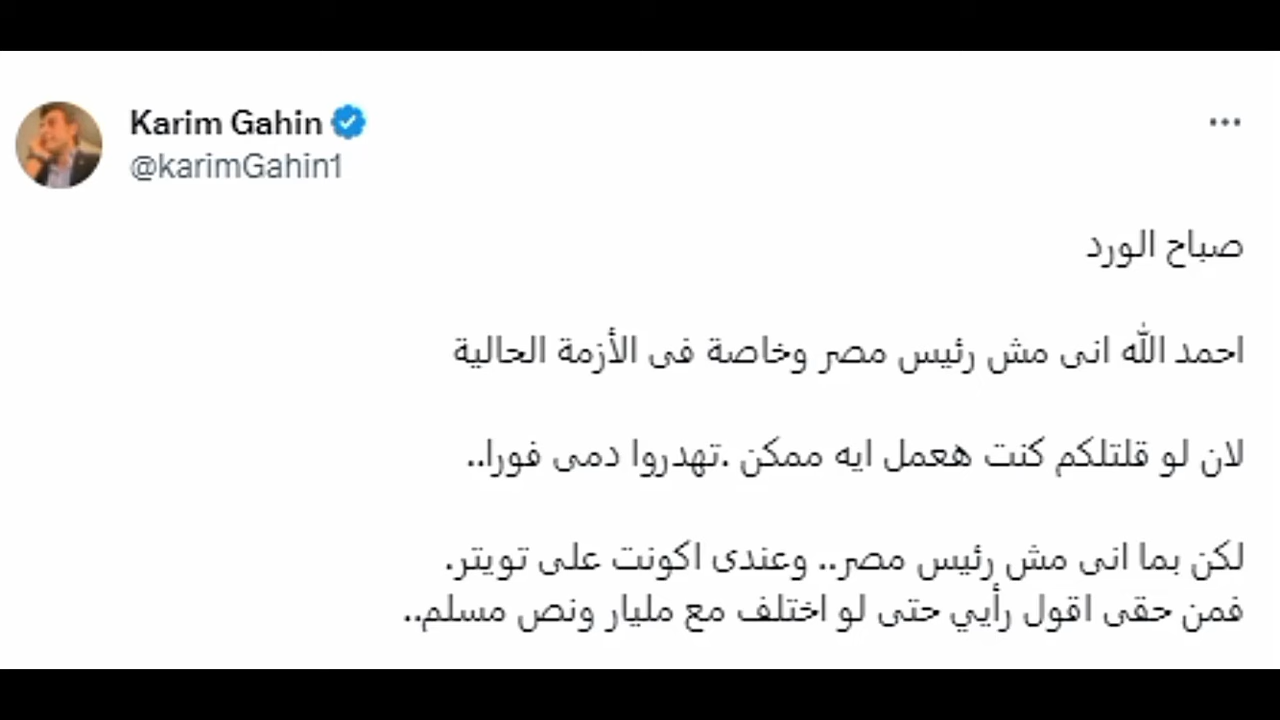 Karim Gahin
@karimGahin1
صباح الورد
احمد الله انى مش رئيس مصر وخاصة فى الأزمة الحالية
لان لو قلتلكم كنت هعمل ايه ممكن .تهدروا دمى فورا..
لكن بما انى مش رئيس مصر.. وعندى اكونت على تويتر.
فمن حقى اقول رأيي حتى لو اختلف مع مليار ونص مسلم..